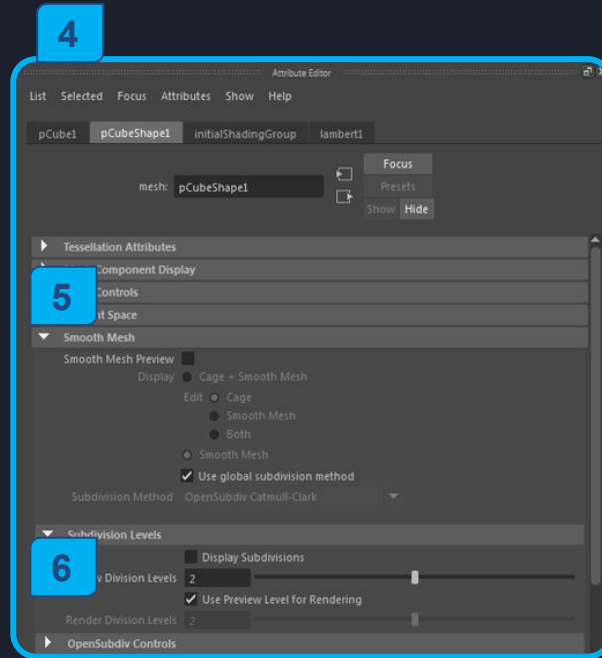 4
Attribute Editor
List Selected Focus Attributes Show Help
pCube1 pCubeShape1 initialShadingGroup lambert1
Focus
mesh: pCubeShape1
Presets
Show Hide
Tessellation Attributes
Component Display
5
Controls
Space
Smooth Mesh
Smooth Mesh Preview
Display Cage + Smooth Mesh
Edit Cage
Smooth Mesh
Both
Smooth Mesh
Use global subdivision method
Subdivision Method OpenSubdiv Catmull-Clark
Subdivision Levels
6
Display Subdivisions
Division Levels 2
Use Preview Level for Rendering
Render Division Levels 2
OpenSubdiv Controls